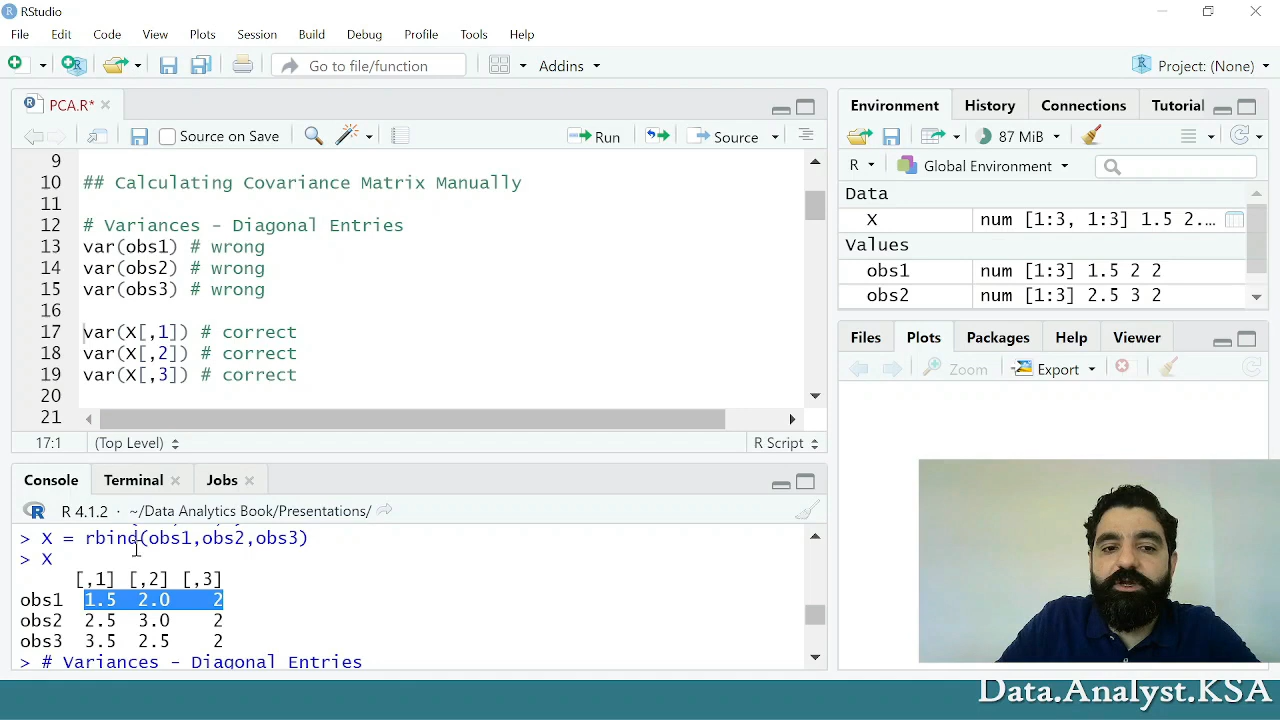 RStudio
File Edit Code View Plots Session Build Debug Profile Tools Help
Go to file/function Addins Project: (None)
PCA.R*
Source on Save Run Source
9
10 ## Calculating Covariance Matrix Manually
11
12 # Variances - Diagonal Entries
13 var(obs1) # wrong
14 var(obs2) # wrong
15 var(obs3) # wrong
16
17 var(X[,1]) # correct
18 var(X[,2]) # correct
19 var(X[,3]) # correct
20
21
17:1 (Top Level) R Script
Console Terminal Jobs
R 4.1.2 · ~/Data Analytics Book/Presentations/
> X = rbind(obs1,obs2,obs3)
> X
[,1] [,2] [,3]
obs1 1.5 2.0 2
obs2 2.5 3.0 2
obs3 3.5 2.5 2
> # Variances - Diagonal Entries
Environment History Connections Tutorial
87 MiB
R Global Environment
Data
X num [1:3, 1:3] 1.5 2....
Values
obs1 num [1:3] 1.5 2 2
obs2 num [1:3] 2.5 3 2
Files Plots Packages Help Viewer
Zoom Export
Data.Analyst.KSA